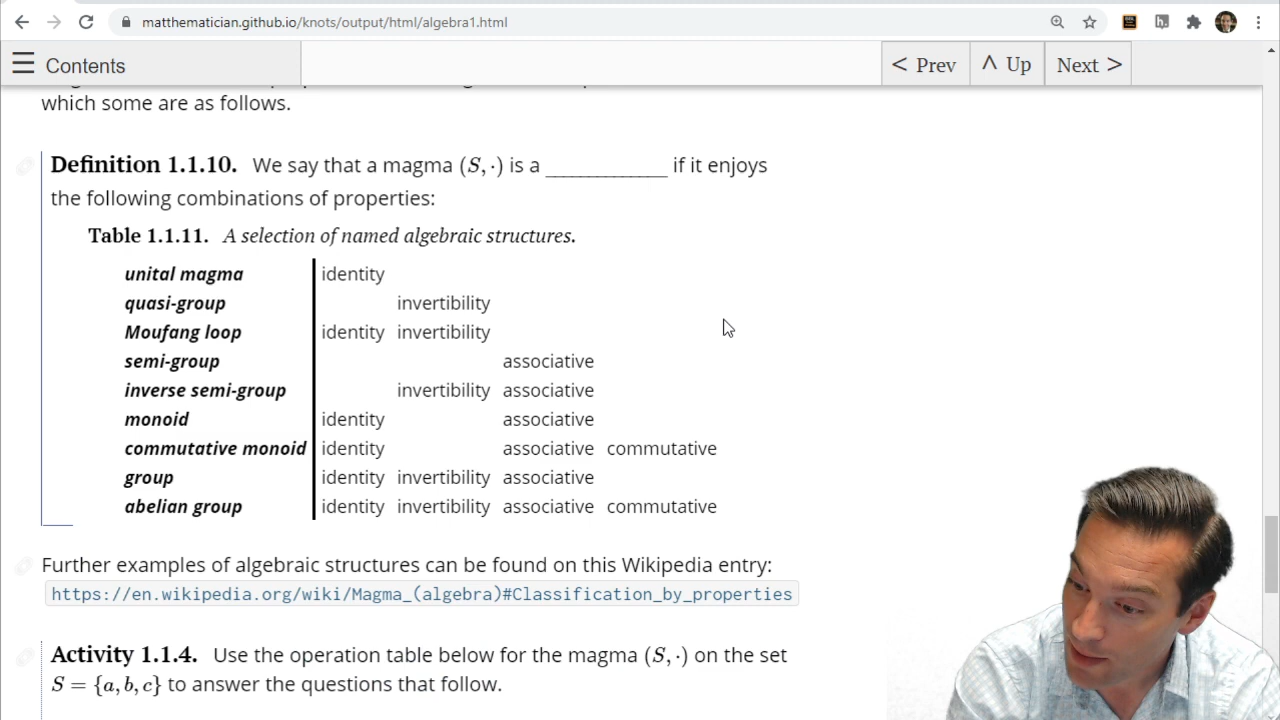 matthematician.github.io/knots/output/html/algebra1.html
Contents
< Prev
^ Up
Next >
which some are as follows.
Definition 1.1.10. We say that a magma (S, ·) is a _____________ if it enjoys
the following combinations of properties:
Table 1.1.11. A selection of named algebraic structures.
unital magma identity
quasi-group invertibility
Moufang loop identity invertibility
semi-group associative
inverse semi-group invertibility associative
monoid identity associative
commutative monoid identity associative commutative
group identity invertibility associative
abelian group identity invertibility associative commutative
Further examples of algebraic structures can be found on this Wikipedia entry:
https://en.wikipedia.org/wiki/Magma_(algebra)#Classification_by_properties
Activity 1.1.4. Use the operation table below for the magma (S, ·) on the set
S = {a, b, c} to answer the questions that follow.